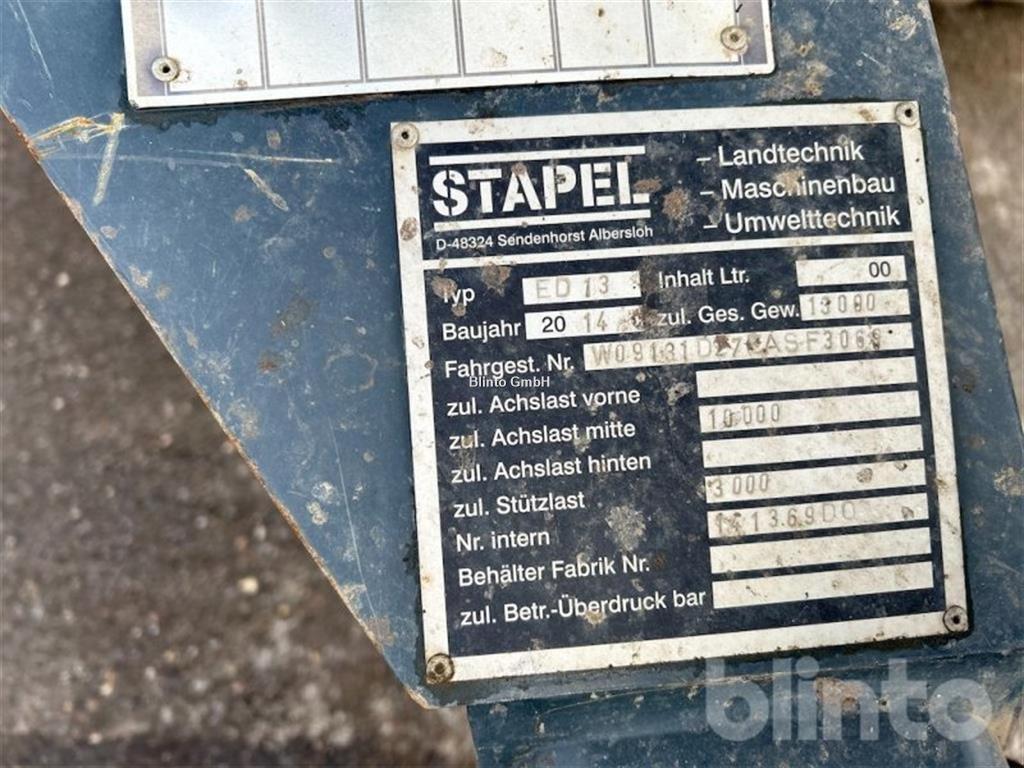 STAPEL
D-48324 Sendenhorst Albersloh
– Landtechnik
– Maschinenbau
– Umwelttechnik
Typ ED 13 Inhalt Ltr. 00
Baujahr 20 14 zul. Ges. Gew. 13000
Fahrgest. Nr.
Blinto GmbH
zul. Achslast vorne
zul. Achslast mitte 10.000
zul. Achslast hinten
zul. Stützlast 3 000
Nr. intern 141369DO
Behälter Fabrik Nr.
zul. Betr.-Überdruck bar
blinto